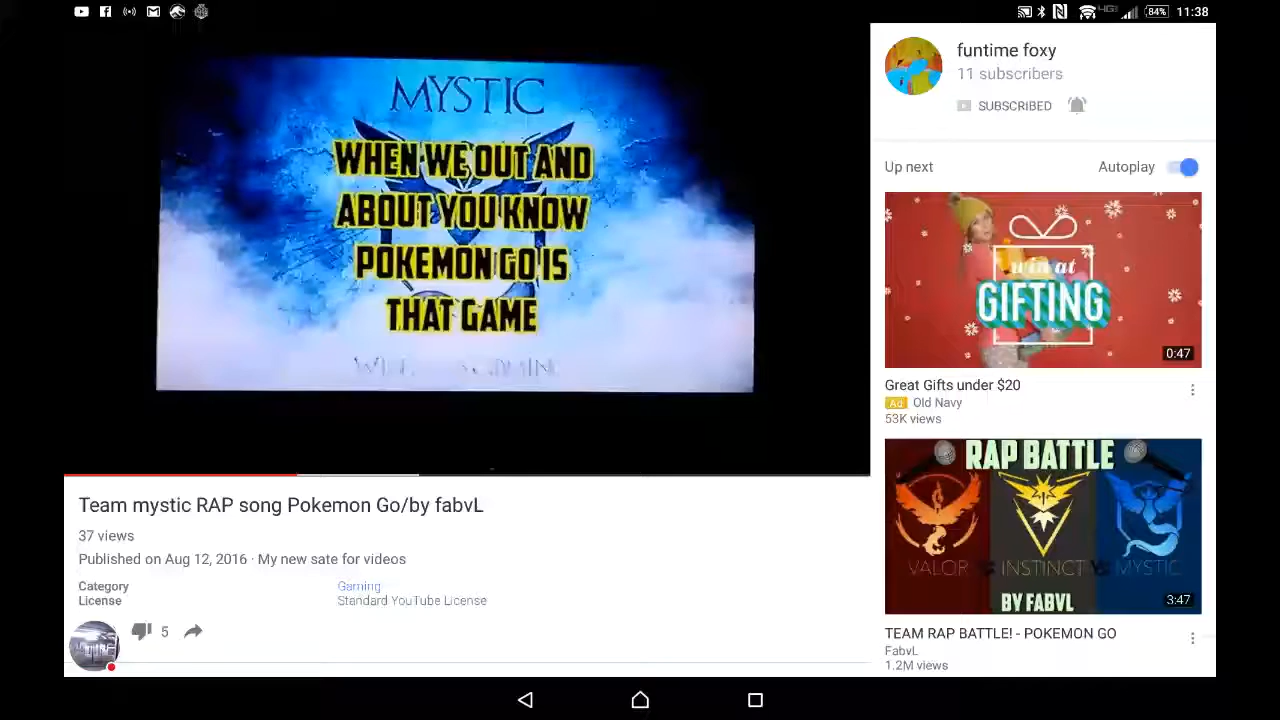 4G
84%
11:38
MYSTIC
WHEN WE OUT AND
ABOUT YOU KNOW
POKEMON GO IS
THAT GAME
funtime foxy
11 subscribers
SUBSCRIBED
Up next
Autoplay
win at
GIFTING
0:47
Great Gifts under $20
Ad Old Navy
53K views
RAP BATTLE
VALOR INSTINCT MYSTIC
BY FABVL
3:47
TEAM RAP BATTLE! - POKEMON GO
FabvL
1.2M views
Team mystic RAP song Pokemon Go/by fabvL
37 views
Published on Aug 12, 2016 · My new sate for videos
Category Gaming
License Standard YouTube License
5